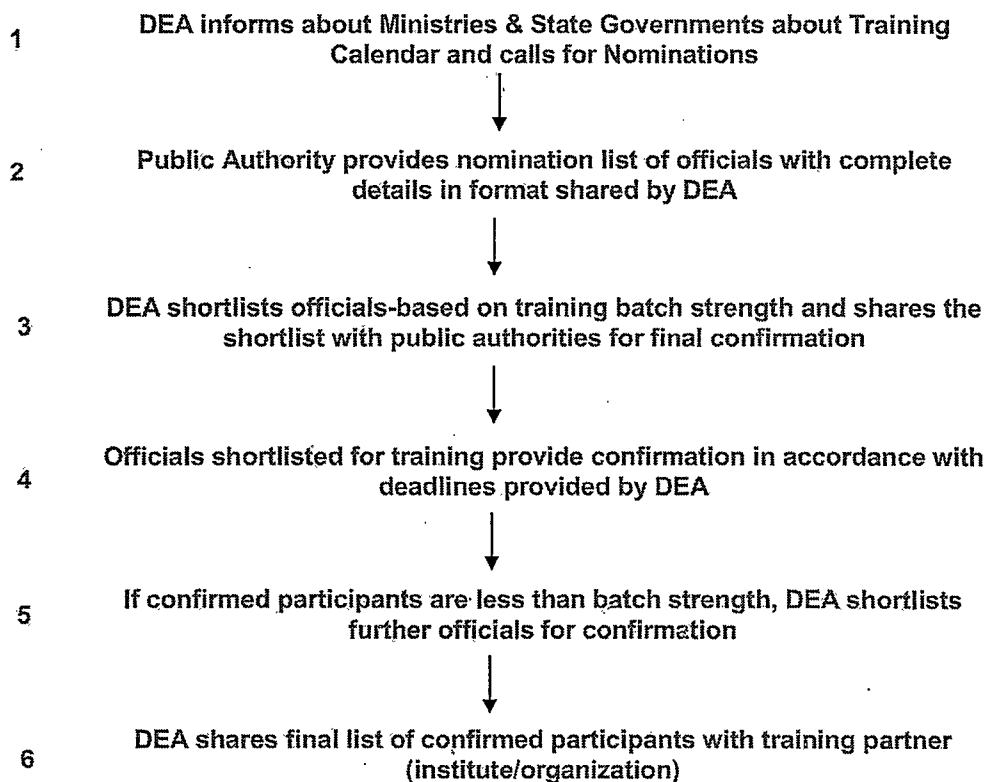 1
DEA informs about Ministries & State Governments about Training
Calendar and calls for Nominations
2
Public Authority provides nomination list of officials with complete
details in format shared by DEA
3
DEA shortlists officials-based on training batch strength and shares the
shortlist with public authorities for final confirmation
4
Officials shortlisted for training provide confirmation in accordance with
deadlines provided by DEA
5
If confirmed participants are less than batch strength, DEA shortlists
further officials for confirmation
6
DEA shares final list of confirmed participants with training partner
(institute/organization)